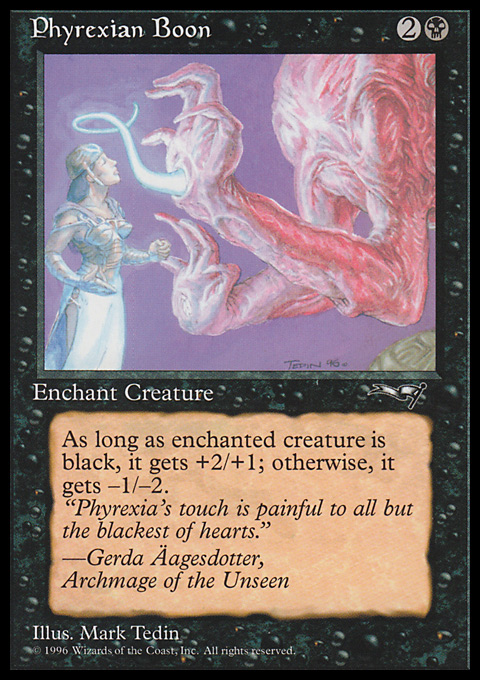 Phyrexian Boon 2
TEDIN 96
Enchant Creature
As long as enchanted creature is
black, it gets +2/+1; otherwise, it
gets –1/–2.
“Phyrexia’s touch is painful to all but
the blackest of hearts.”
—Gerda Äagesdotter,
Archmage of the Unseen
Illus. Mark Tedin
© 1996 Wizards of the Coast, Inc. All rights reserved.